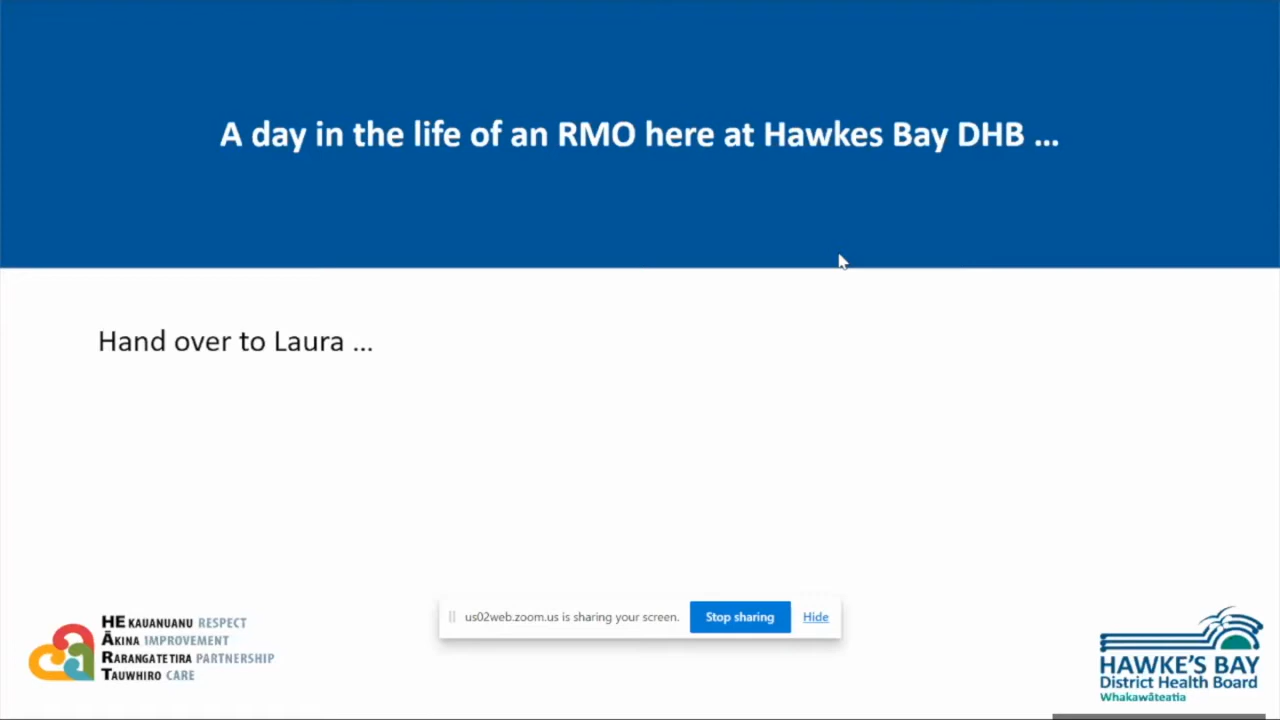 A day in the life of an RMO here at Hawkes Bay DHB ...
Hand over to Laura ...
us02web.zoom.us is sharing your screen.
Stop sharing
Hide
HE KAUANUANU RESPECT
ĀKINA IMPROVEMENT
RARANGATETIRA PARTNERSHIP
TAUWHIRO CARE
HAWKE'S BAY
District Health Board
Whakawāteatia